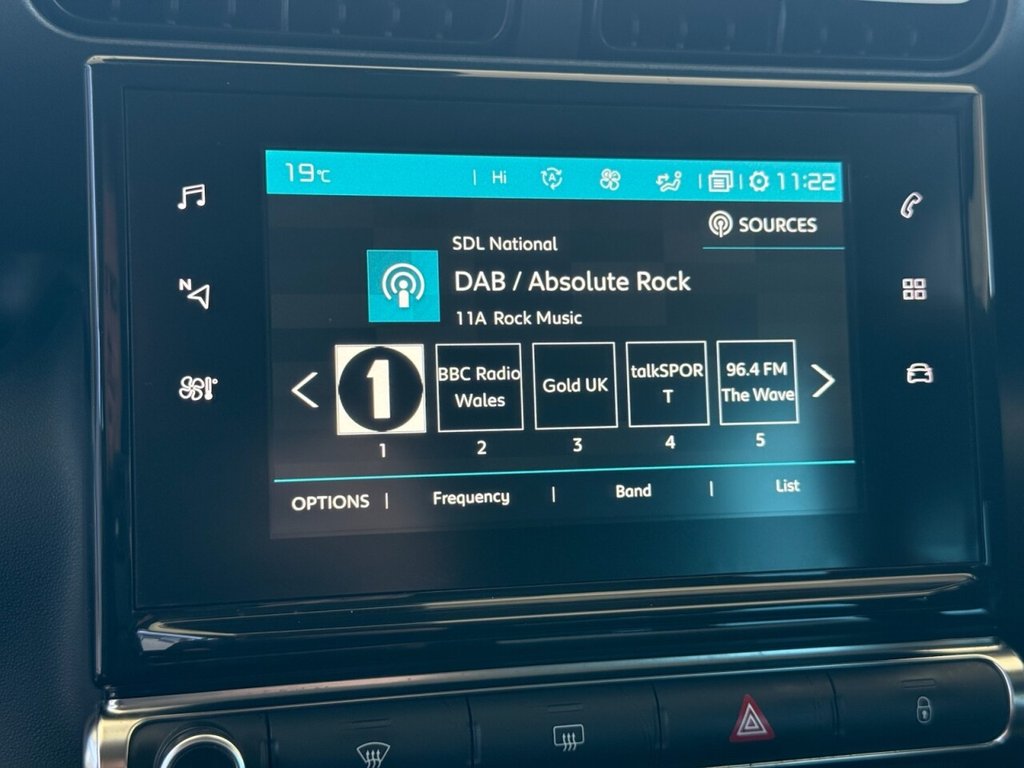 19°C | Hi A | | 11:22
SOURCES
SDL National
DAB / Absolute Rock
11A Rock Music
N
1
BBC Radio
Wales
Gold UK
talkSPOR
T
96.4 FM
The Wave
1 2 3 4 5
OPTIONS | Frequency | Band | List